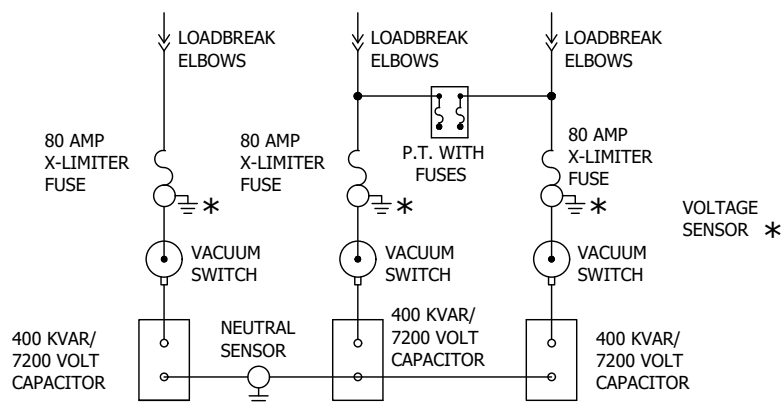 LOADBREAK
ELBOWS
LOADBREAK
ELBOWS
LOADBREAK
ELBOWS
80 AMP
X-LIMITER
FUSE
80 AMP
X-LIMITER
FUSE
P.T. WITH
FUSES
80 AMP
X-LIMITER
FUSE
*
*
*
VOLTAGE
SENSOR *
VACUUM
SWITCH
VACUUM
SWITCH
VACUUM
SWITCH
400 KVAR/
7200 VOLT
CAPACITOR
NEUTRAL
SENSOR
400 KVAR/
7200 VOLT
CAPACITOR
400 KVAR/
7200 VOLT
CAPACITOR